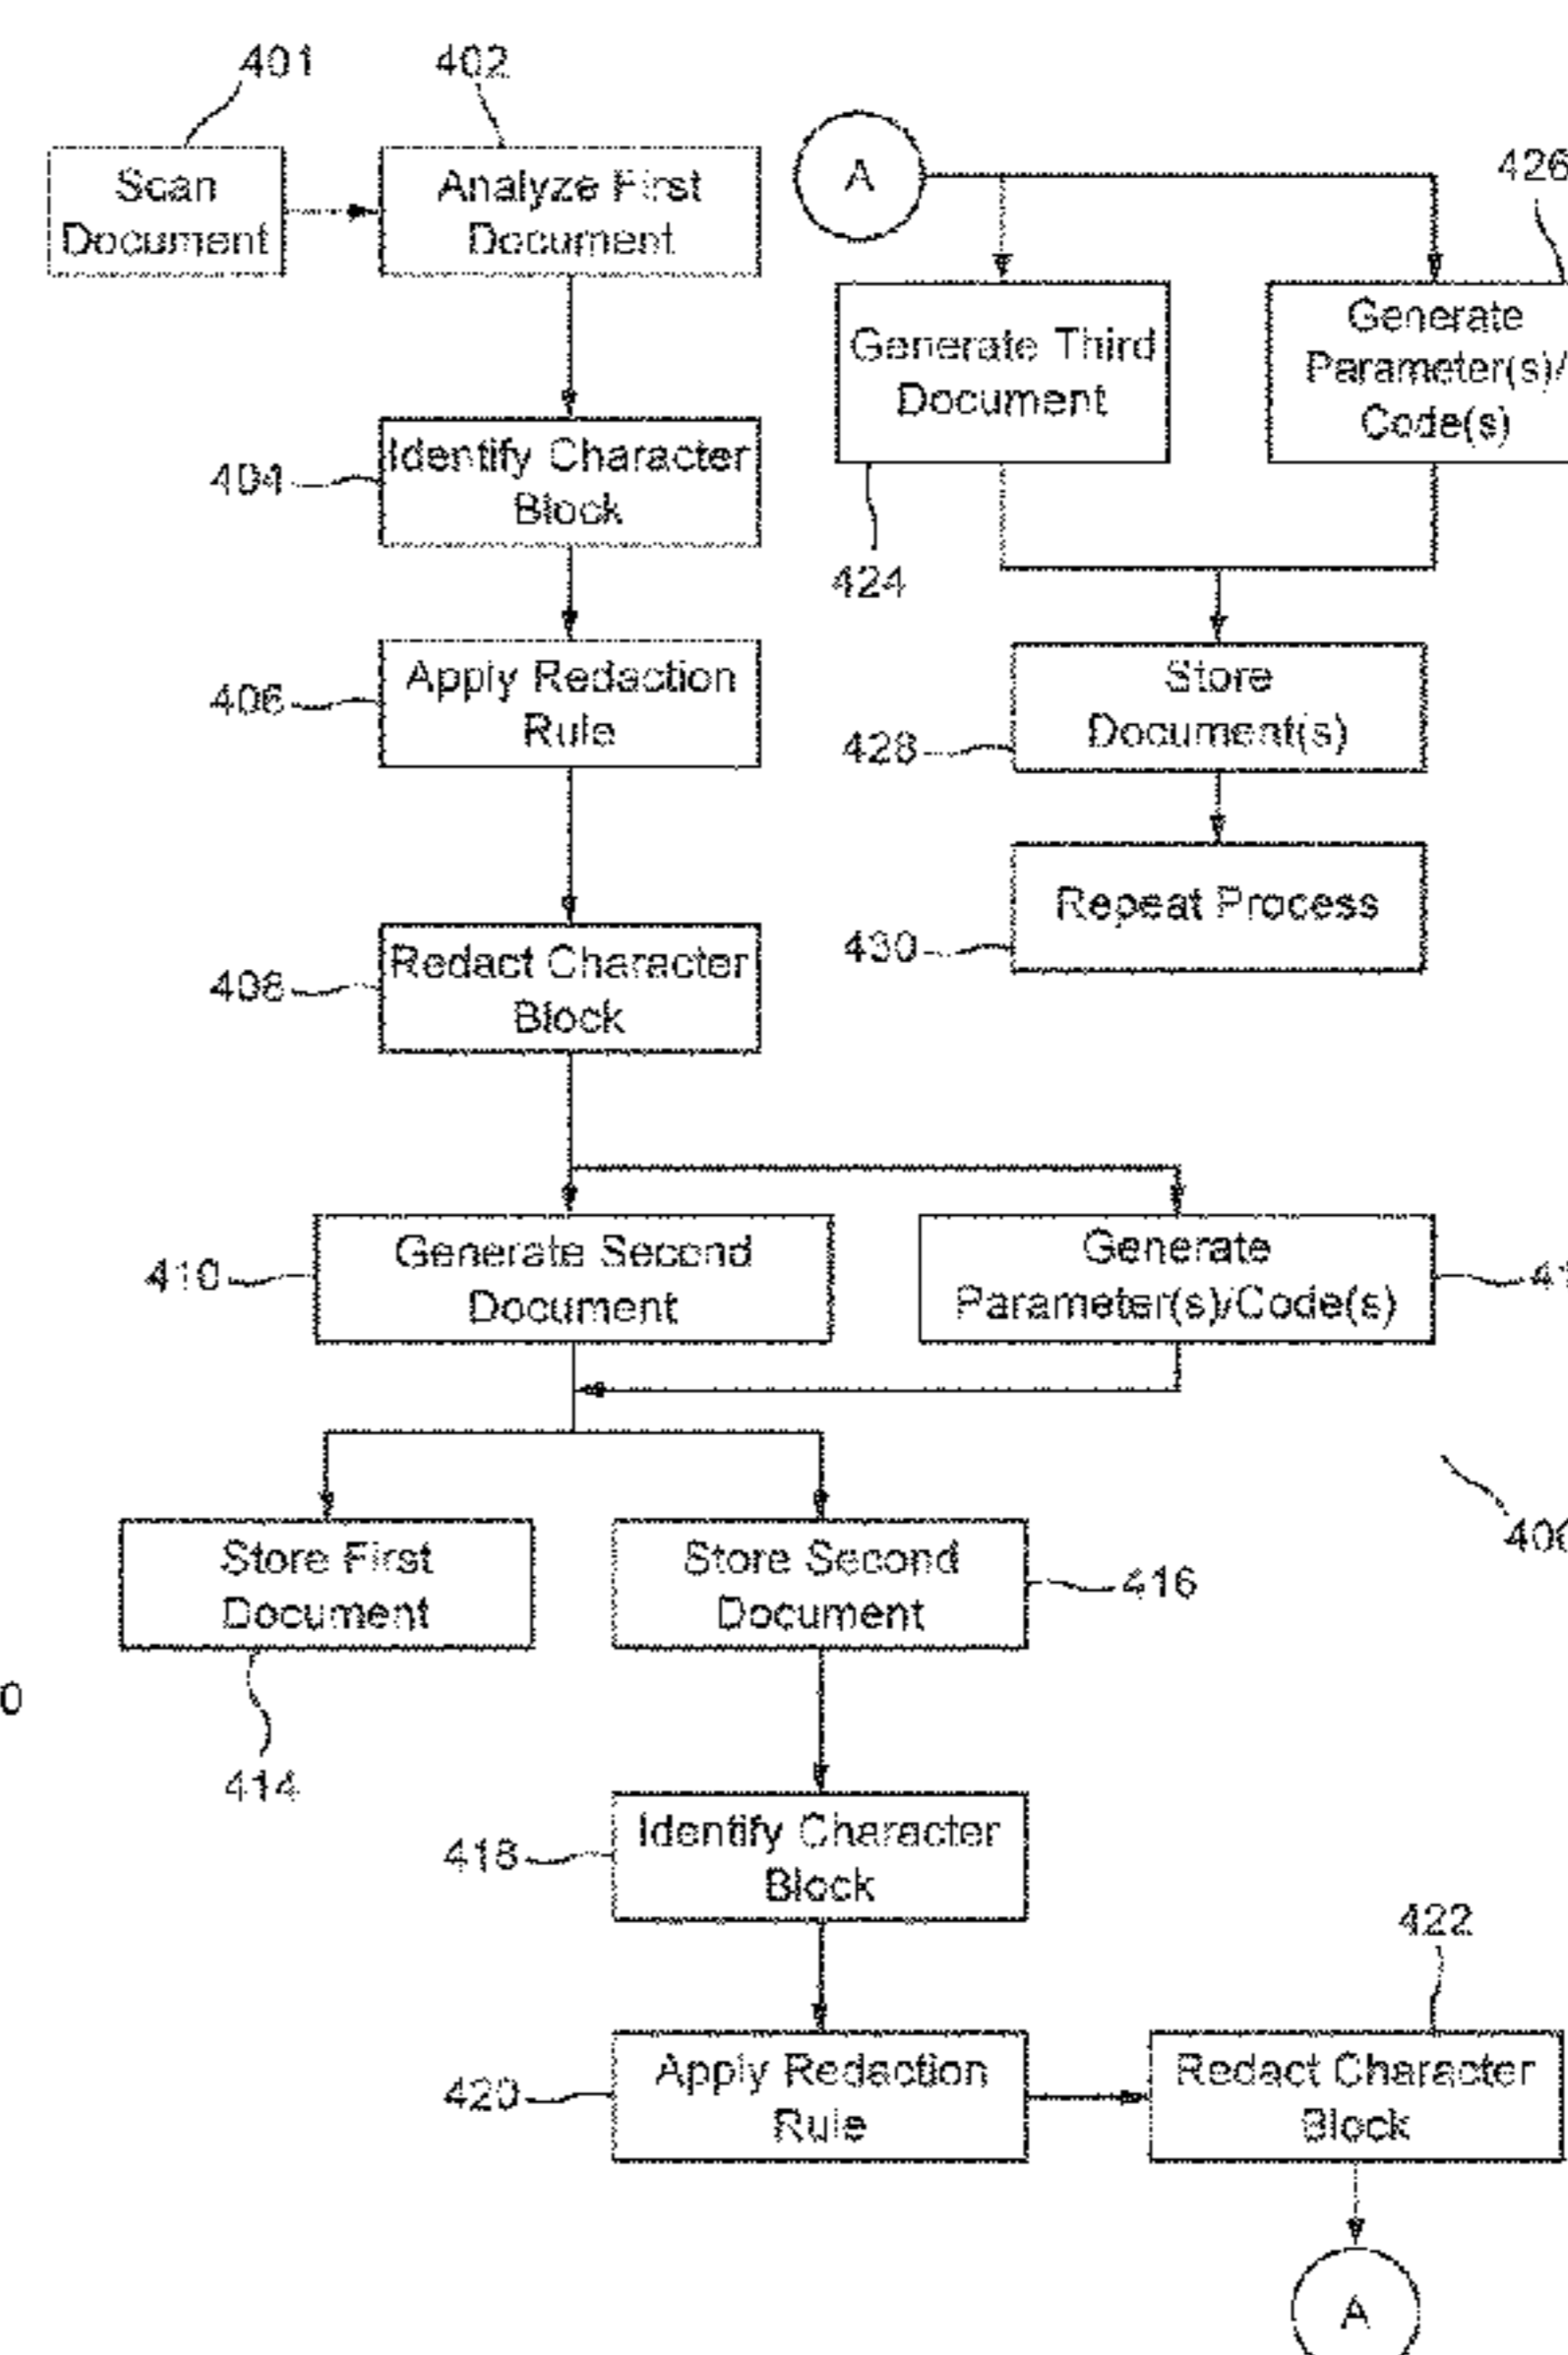 401
402
Scan
Document
Analyze First
Document
404
Identify Character
Block
406
Apply Redaction
Rule
408
Redact Character
Block
410
Generate Second
Document
Generate
Parameter(s)/Code(s)
Store First
Document
414
Store Second
Document
416
418
Identify Character
Block
420
Apply Redaction
Rule
422
Redact Character
Block
A
A
426
Generate Third
Document
424
Generate
Parameter(s)/
Code(s)
428
Store
Document(s)
430
Repeat Process